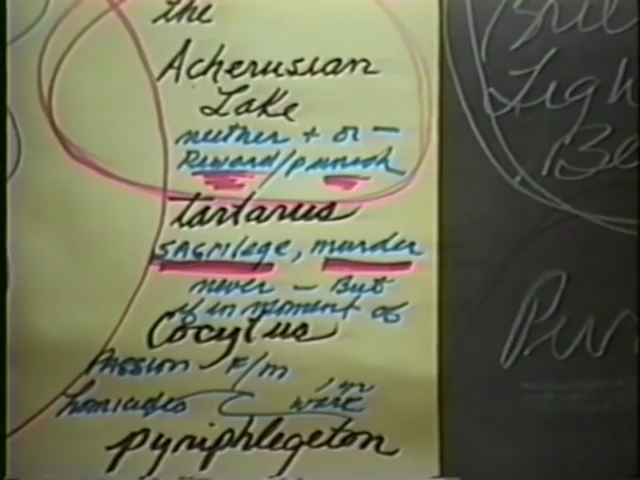 the
Acherusian
Lake
neither + or –
Reward/punish
tartarus
sacrilege, murder
never – But
if in moment of
Cocytus
Passion F/m
homicides
pyriphlegeton